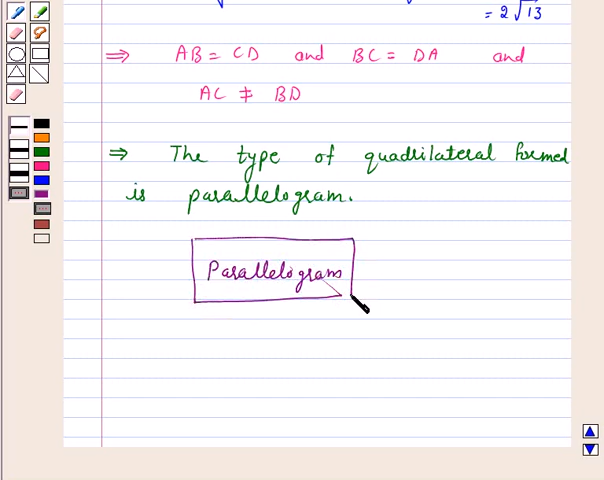 = 2√13
⇒ AB = CD and BC = DA and
AC ≠ BD
⇒ The type of quadrilateral formed
is parallelogram.
Parallelogram